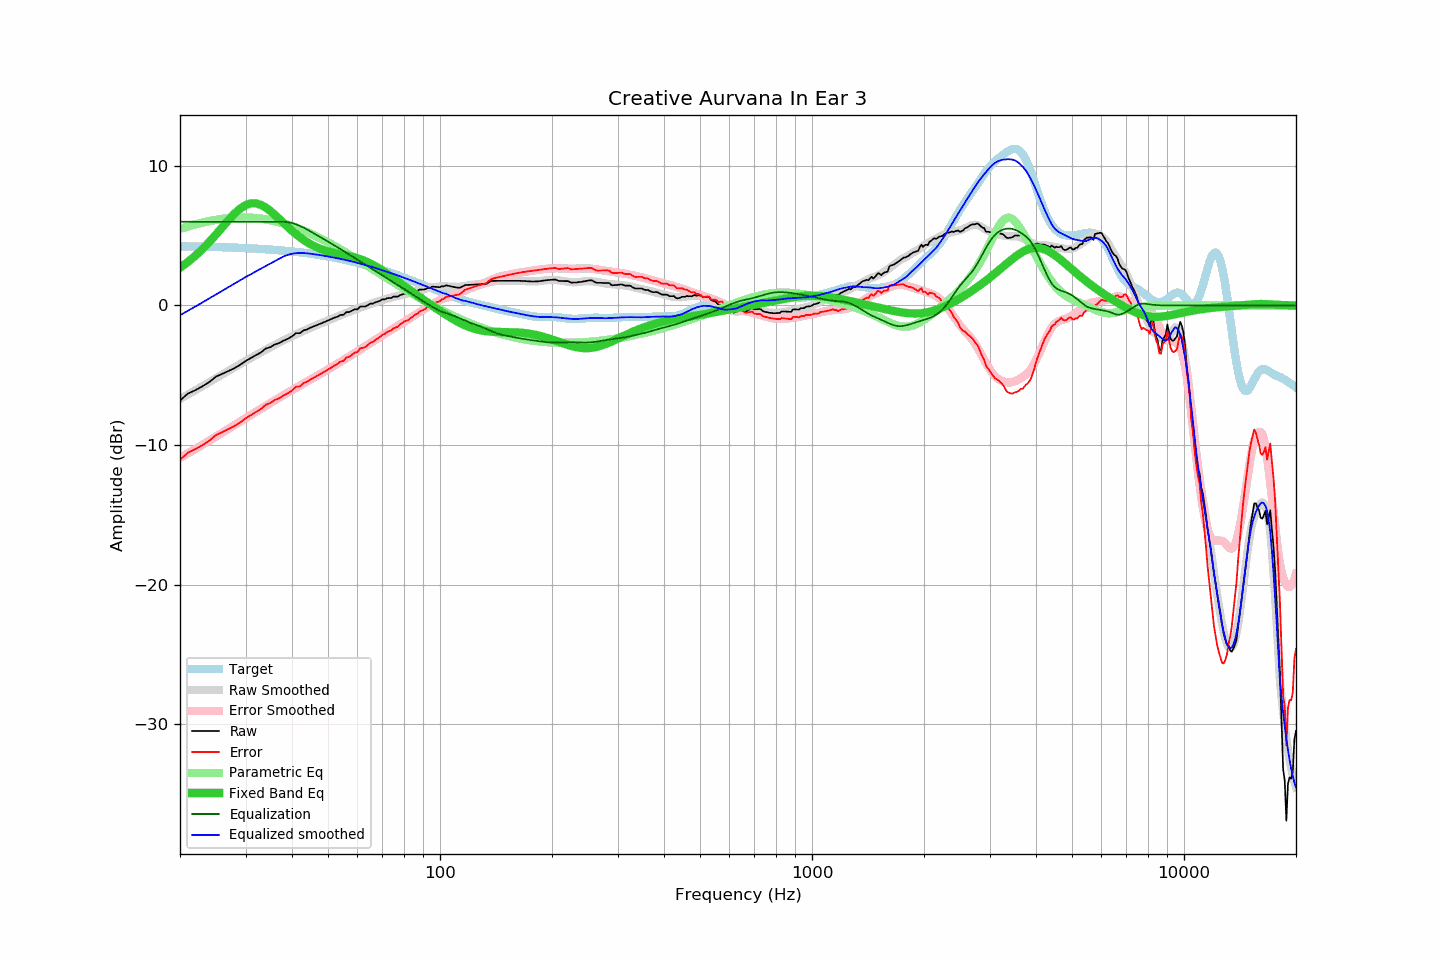 Creative Aurvana In Ear 3
10
0
−10
−20
−30
Amplitude (dBr)
Target
Raw Smoothed
Error Smoothed
Raw
Error
Parametric Eq
Fixed Band Eq
Equalization
Equalized smoothed
100
1000
10000
Frequency (Hz)